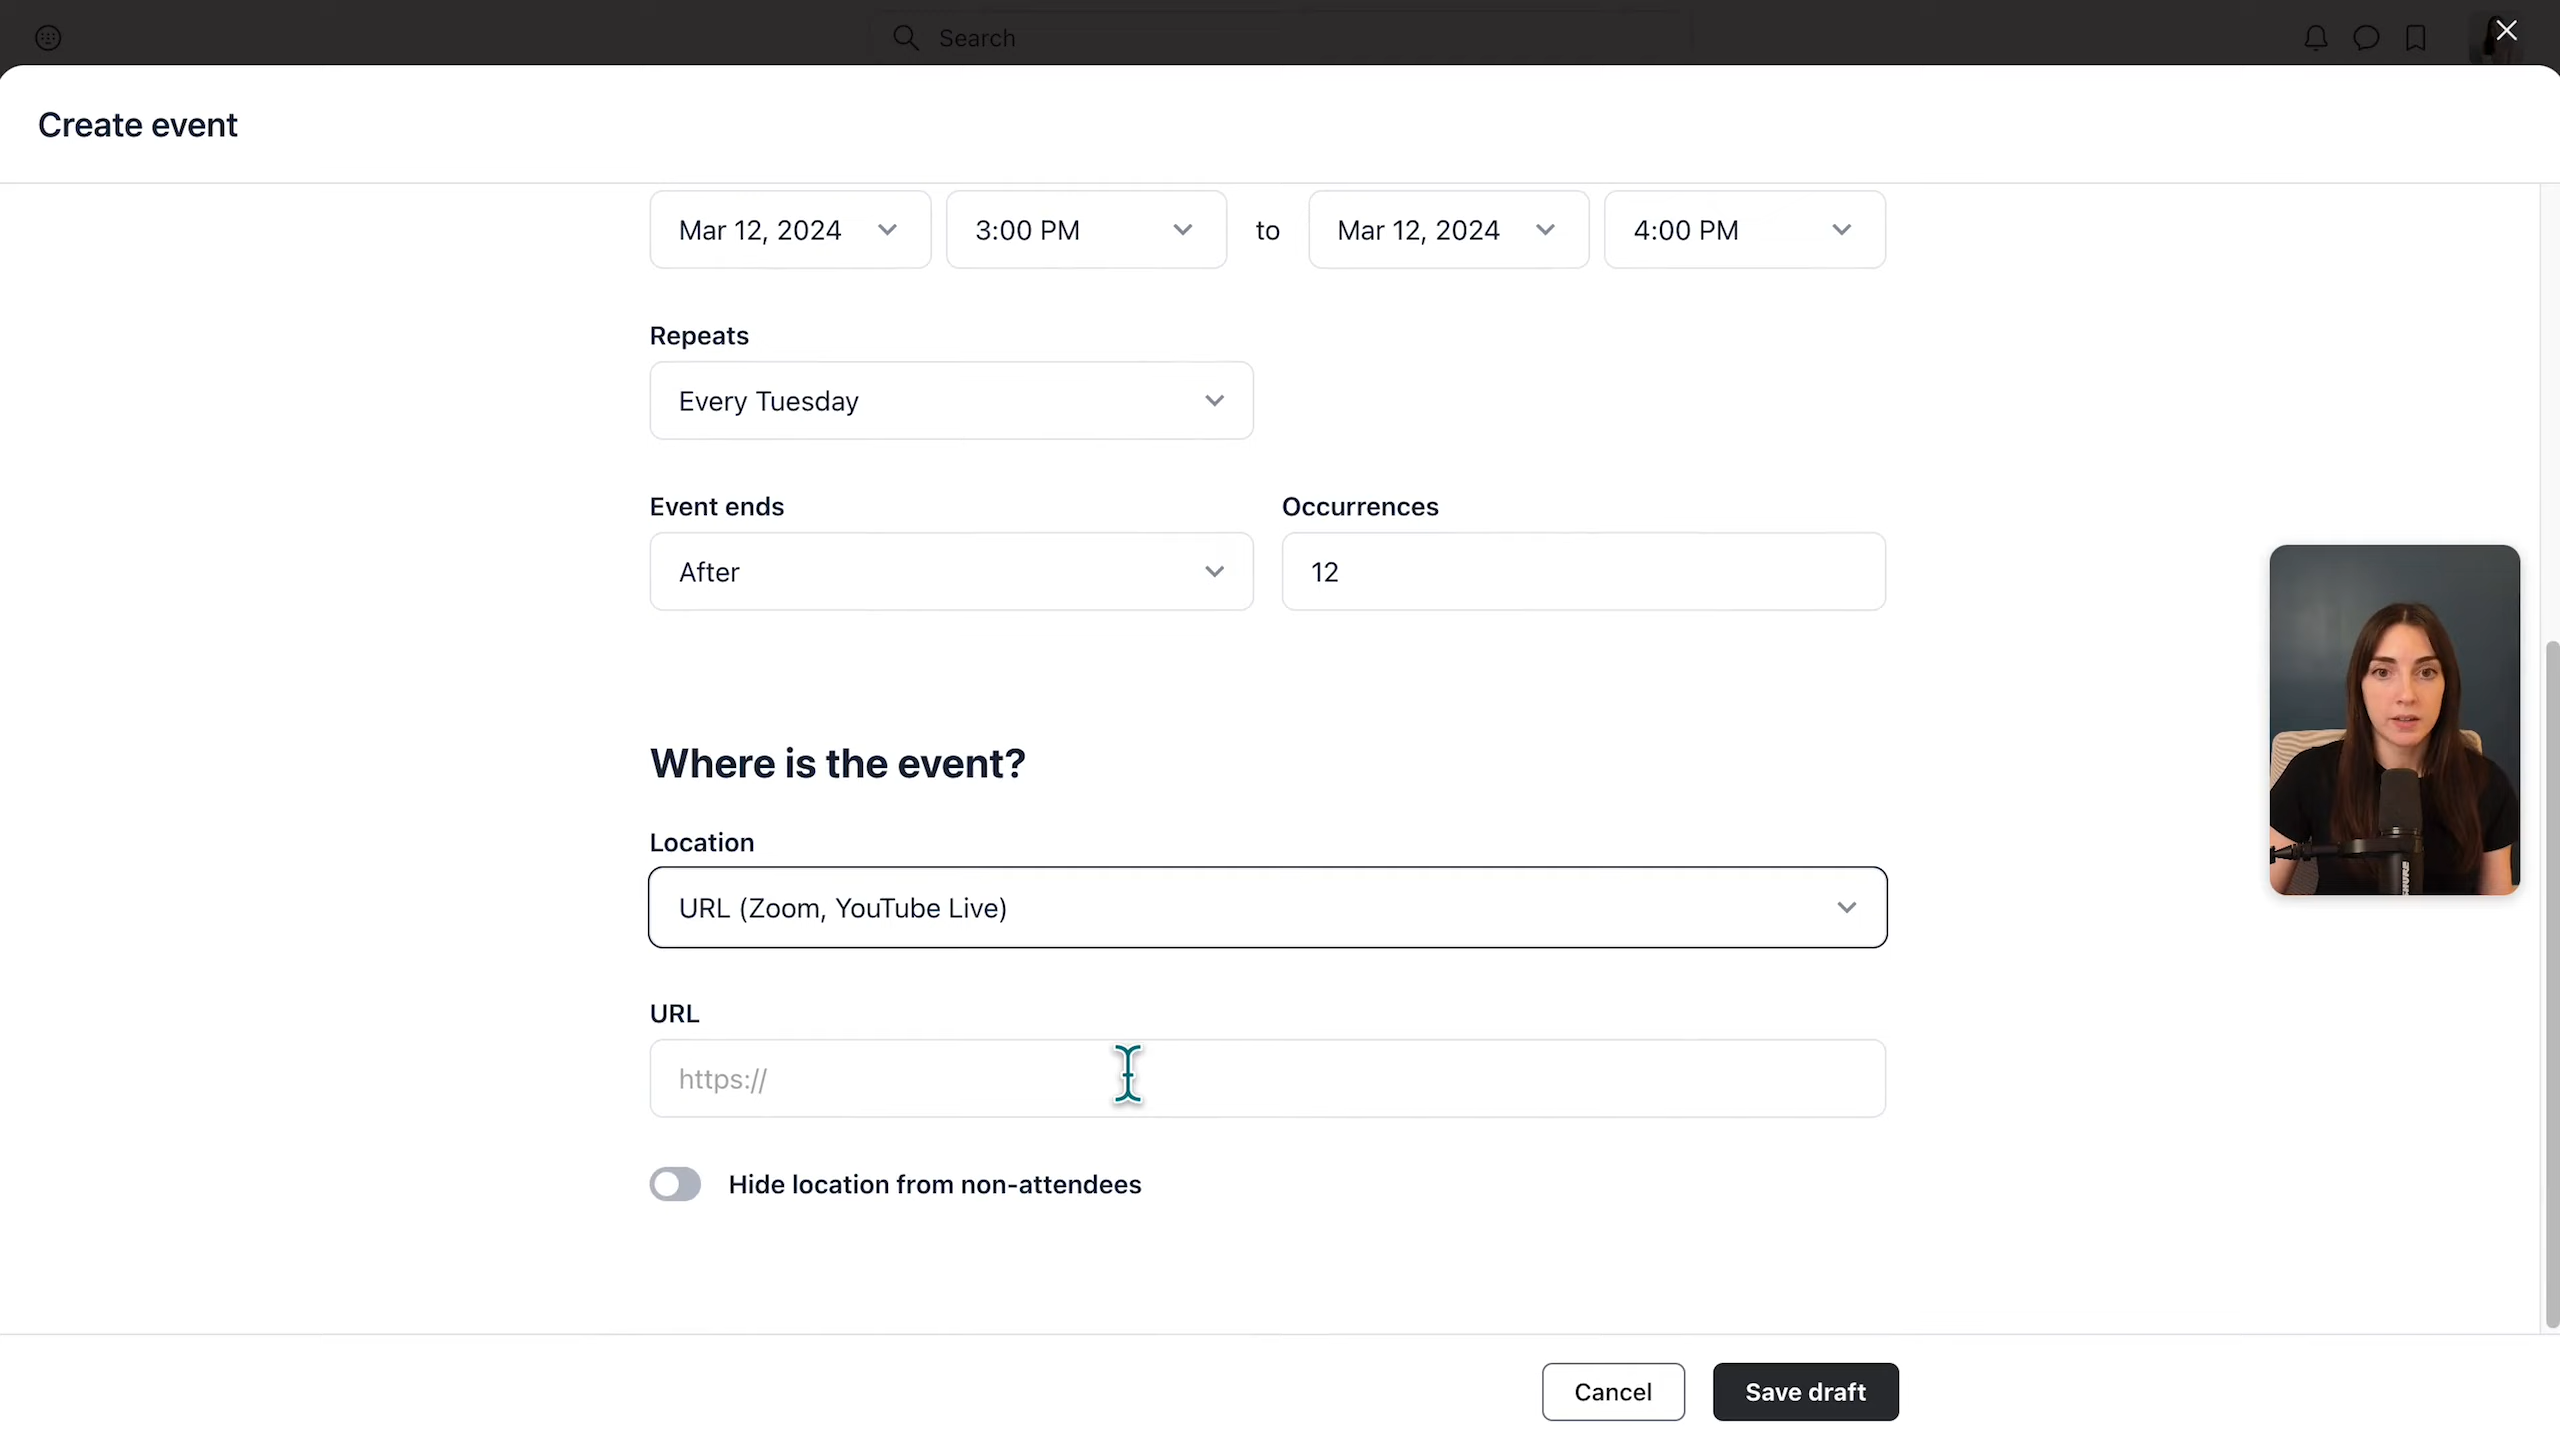 Search
Create event
Mar 12, 2024 3:00 PM to Mar 12, 2024 4:00 PM
Repeats
Every Tuesday
Event ends Occurrences
After 12
Where is the event?
Location
URL (Zoom, YouTube Live)
URL
https://
Hide location from non-attendees
Cancel Save draft
SHURE